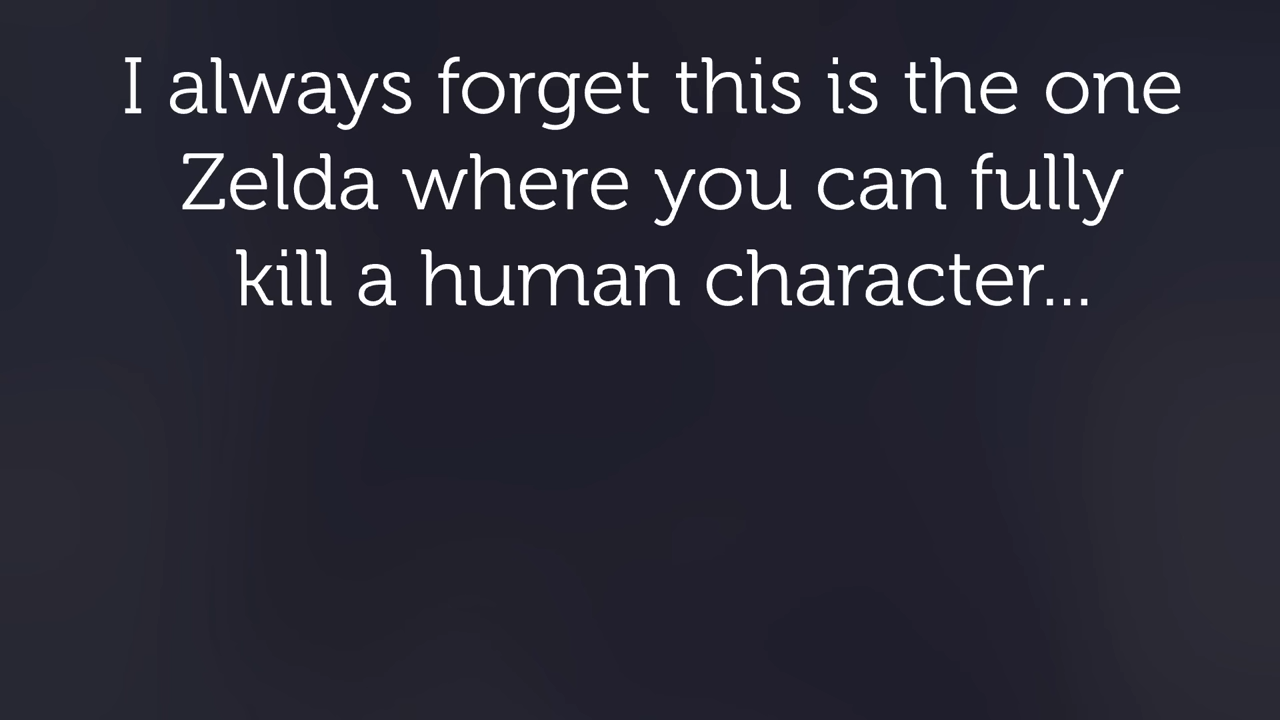 I always forget this is the one
Zelda where you can fully
kill a human character...